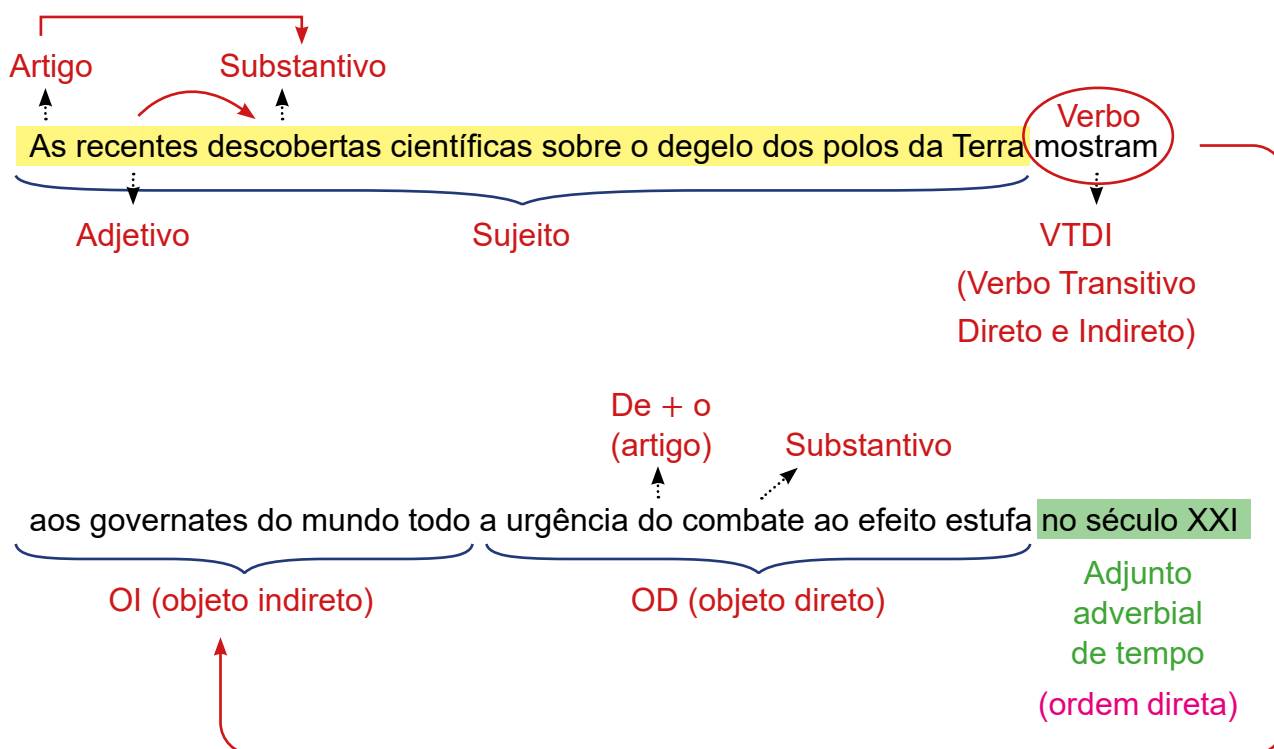 Artigo
Substantivo
Verbo
As recentes descobertas científicas sobre o degelo dos polos da Terra mostram
Adjetivo
Sujeito
VTDI
(Verbo Transitivo
Direto e Indireto)
De + o
(artigo)
Substantivo
aos governates do mundo todo a urgência do combate ao efeito estufa no século XXI
OI (objeto indireto)
OD (objeto direto)
Adjunto
adverbial
de tempo
(ordem direta)